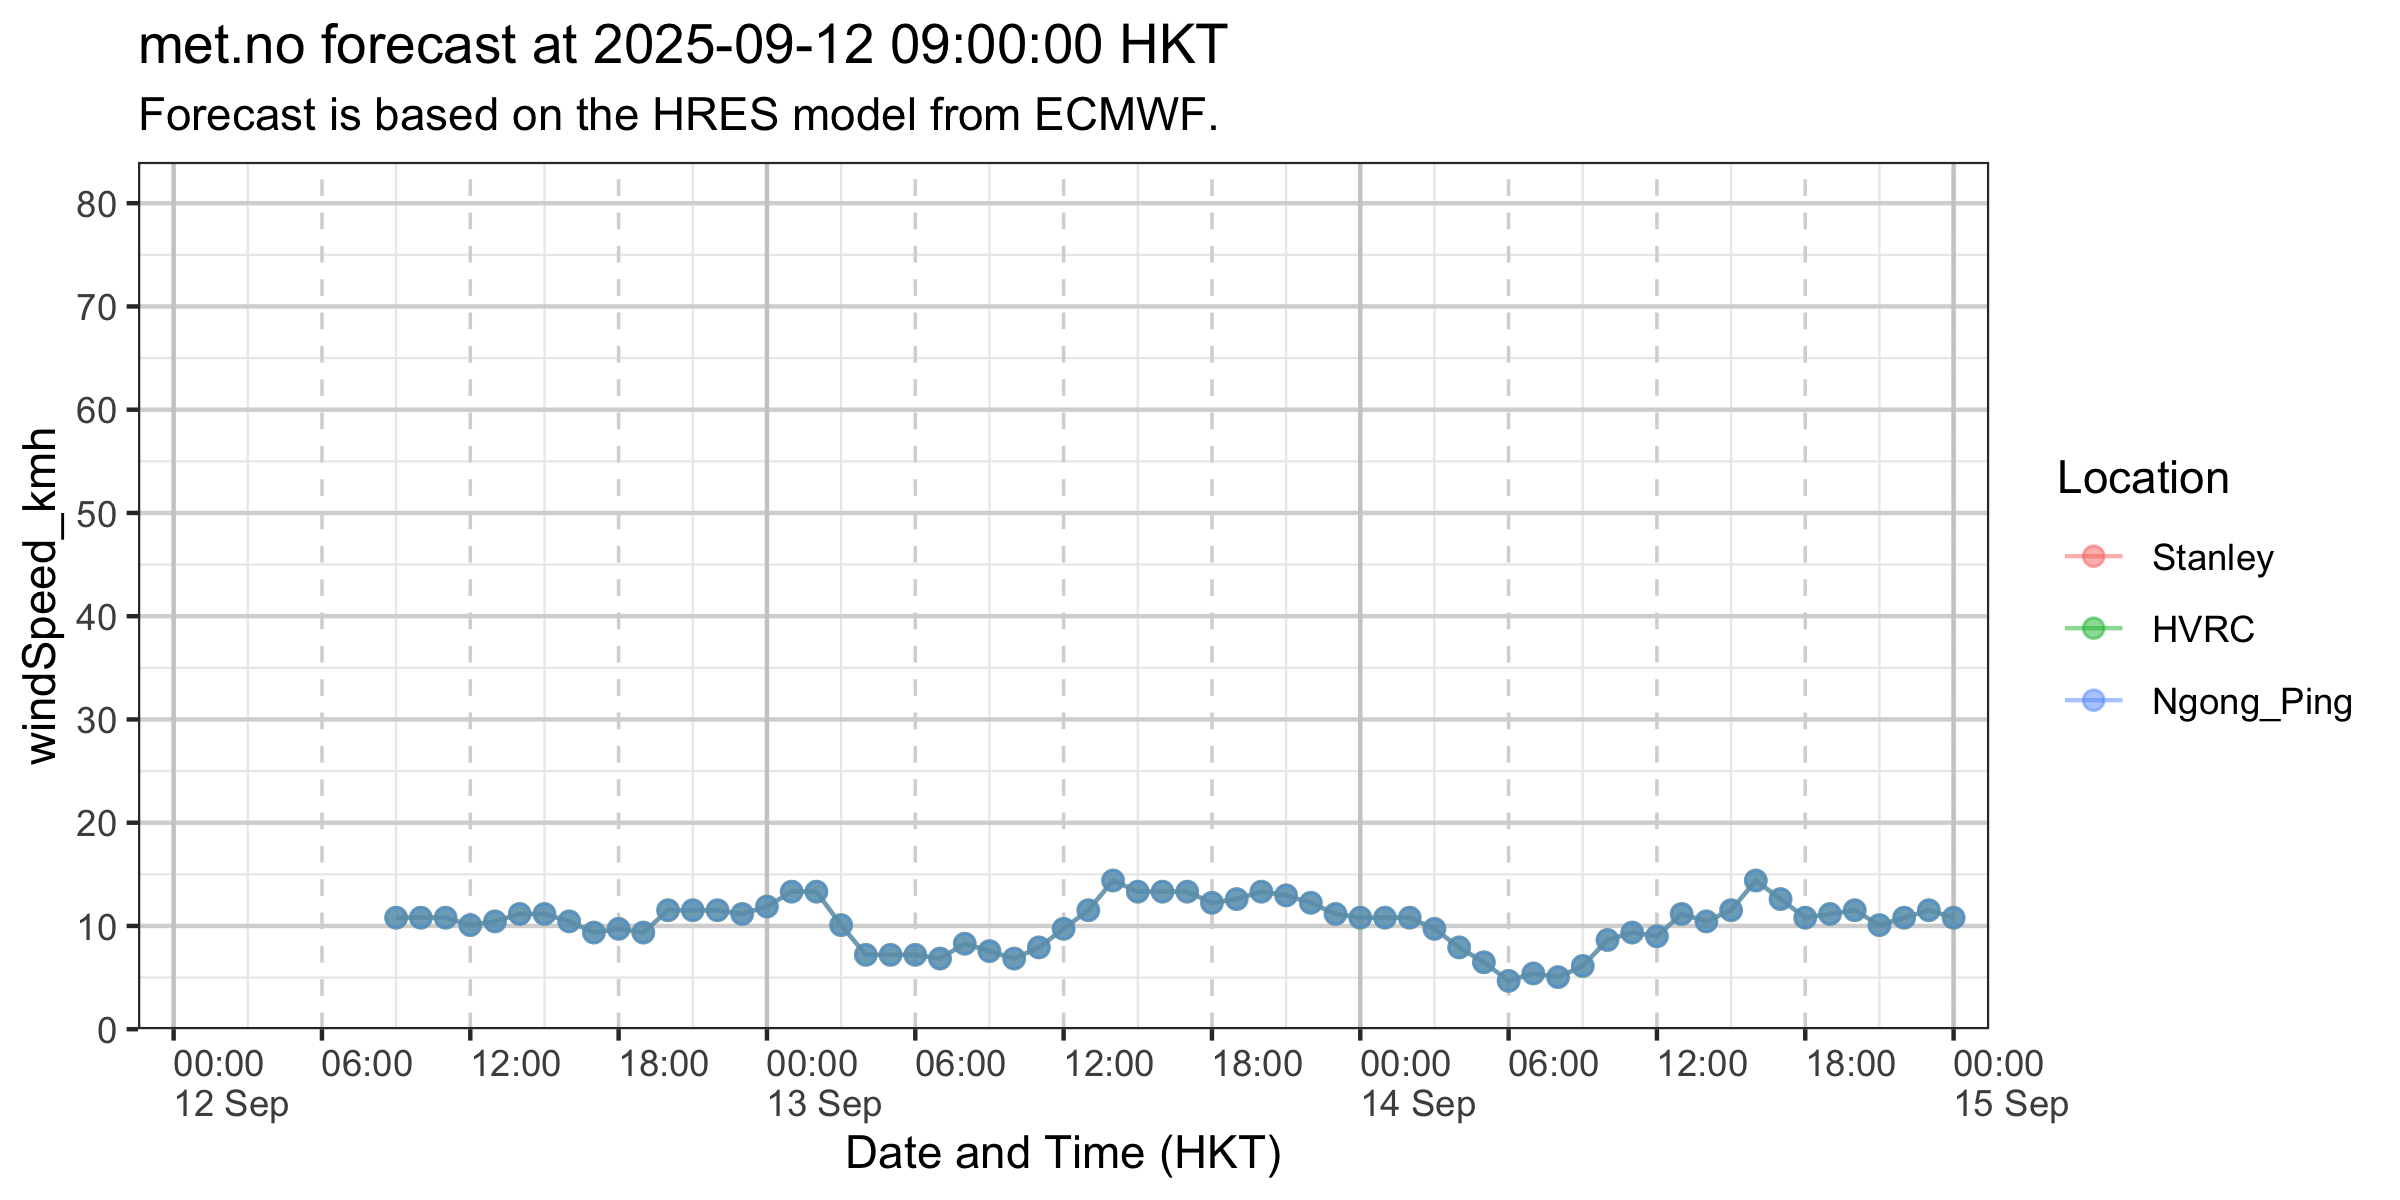 met.no forecast at 2025-09-12 09:00:00 HKT
Forecast is based on the HRES model from ECMWF.
windSpeed_kmh
80
70
60
50
40
30
20
10
0
00:00 06:00 12:00 18:00 00:00 06:00 12:00 18:00 00:00 06:00 12:00 18:00 00:00
12 Sep 13 Sep 14 Sep 15 Sep
Date and Time (HKT)
Location
Stanley
HVRC
Ngong_Ping